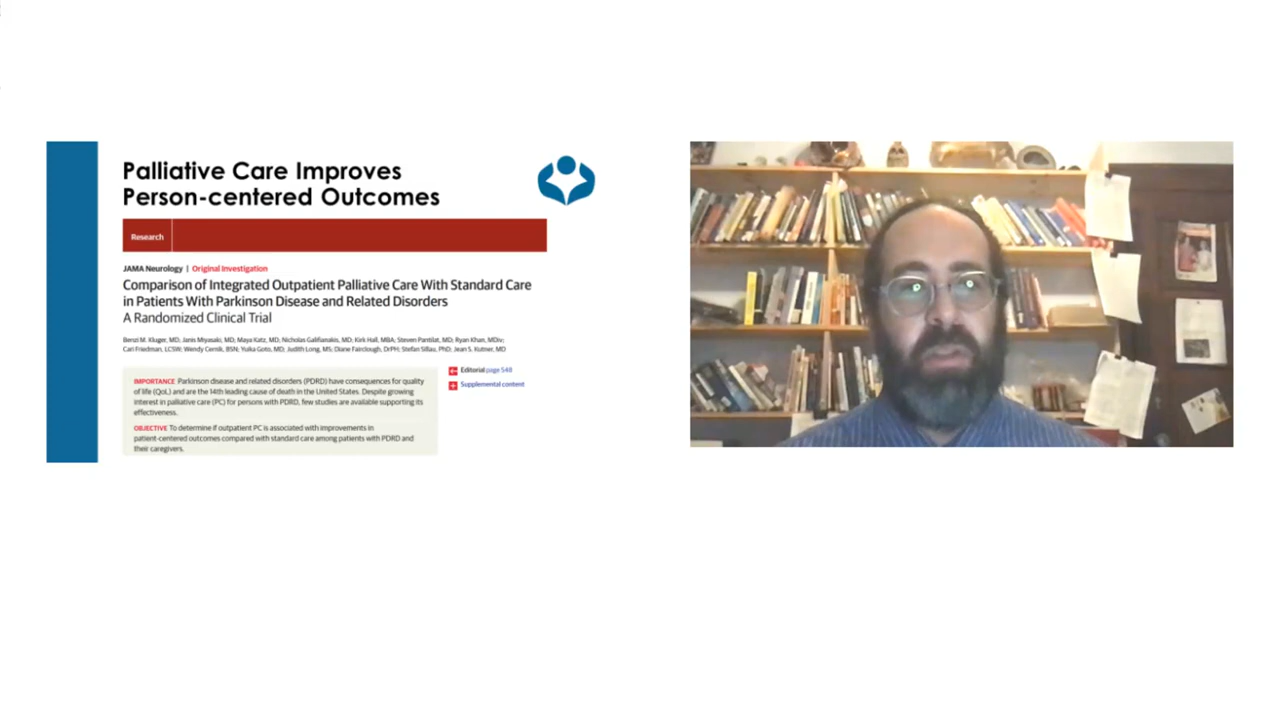 Palliative Care Improves
Person-centered Outcomes
Research
JAMA Neurology | Original Investigation
Comparison of Integrated Outpatient Palliative Care With Standard Care
in Patients With Parkinson Disease and Related Disorders
A Randomized Clinical Trial
Benzi M. Kluger, MD; Janis Miyasaki, MD; Maya Katz, MD; Nicholas Galifianakis, MD; Kirk Hall, MBA; Steven Pantilat, MD; Ryan Khan, MDiv;
Cari Friedman, LCSW; Wendy Cernik, BSN; Yuika Goto, MD; Judith Long, MS; Diane Fairclough, DrPH; Stefan Sillau, PhD; Jean S. Kutner, MD
IMPORTANCE Parkinson disease and related disorders (PDRD) have consequences for quality
of life (QoL) and are the 14th leading cause of death in the United States. Despite growing
interest in palliative care (PC) for persons with PDRD, few studies are available supporting its
effectiveness.
OBJECTIVE To determine if outpatient PC is associated with improvements in
patient-centered outcomes compared with standard care among patients with PDRD and
their caregivers.
Editorial page 548
Supplemental content